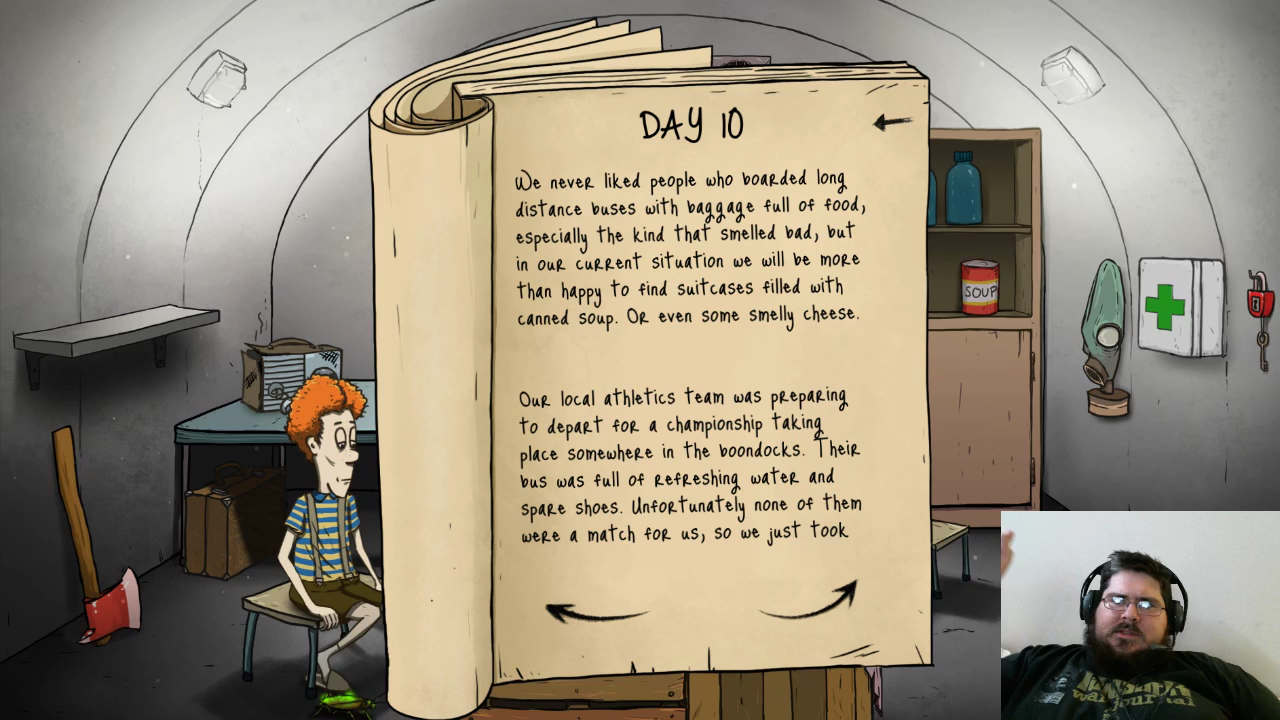 DAY 10
We never liked people who boarded long
distance buses with baggage full of food,
especially the kind that smelled bad, but
in our current situation we will be more
than happy to find suitcases filled with
canned soup. Or even some smelly cheese.
Our local athletics team was preparing
to depart for a championship taking
place somewhere in the boondocks. Their
bus was full of refreshing water and
spare shoes. Unfortunately none of them
were a match for us, so we just took
SOUP